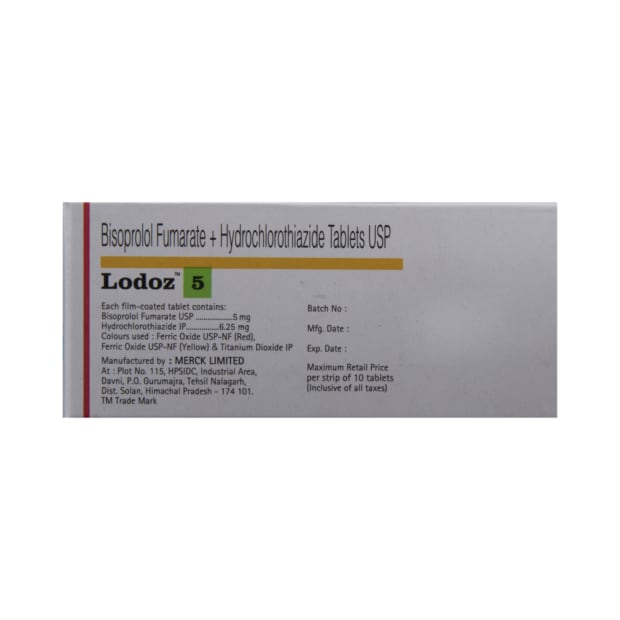 Bisoprolol Fumarate + Hydrochlorothiazide Tablets USP
Lodoz™ 5
Each film-coated tablet contains:
Bisoprolol Fumarate USP ..................5 mg
Hydrochlorothiazide IP................6.25 mg
Colours used : Ferric Oxide USP-NF (Red),
Ferric Oxide USP-NF (Yellow) & Titanium Dioxide IP
Manufactured by : MERCK LIMITED
At : Plot No. 115, HPSIDC, Industrial Area,
Davni, P.O. Gurumajra, Tehsil Nalagarh,
Dist. Solan, Himachal Pradesh - 174 101.
TM Trade Mark
Batch No :
Mfg. Date :
Exp. Date :
Maximum Retail Price
per strip of 10 tablets
(Inclusive of all taxes)